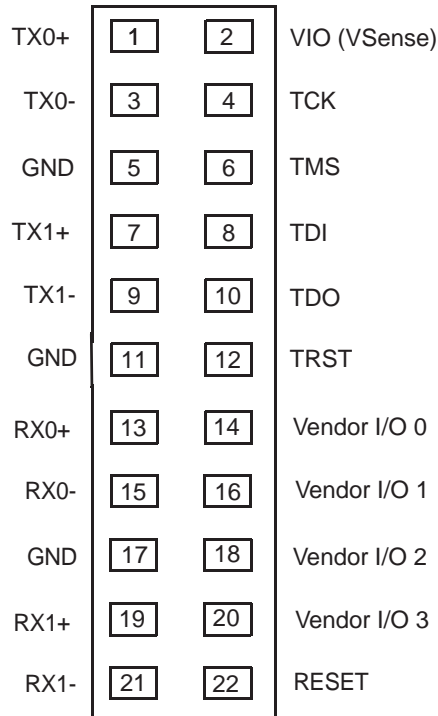 TX0+ 1 2 VIO (VSense)
TX0- 3 4 TCK
GND 5 6 TMS
TX1+ 7 8 TDI
TX1- 9 10 TDO
GND 11 12 TRST
RX0+ 13 14 Vendor I/O 0
RX0- 15 16 Vendor I/O 1
GND 17 18 Vendor I/O 2
RX1+ 19 20 Vendor I/O 3
RX1- 21 22 RESET